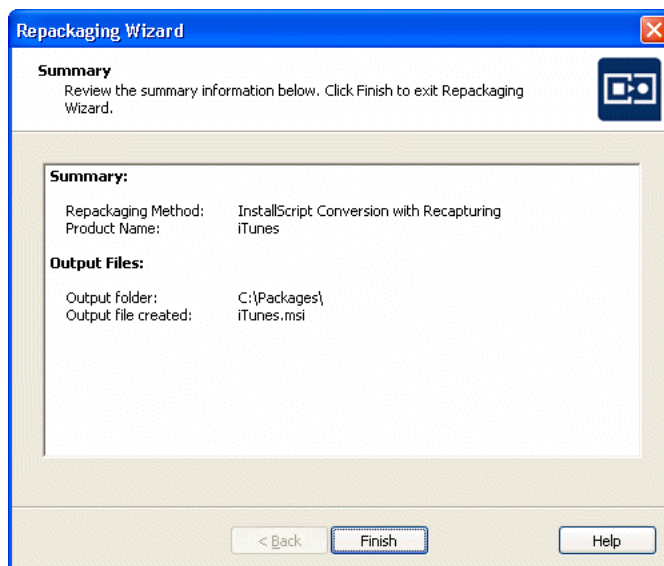 Repackaging Wizard
Summary
Review the summary information below. Click Finish to exit Repackaging
Wizard.
Summary:
Repackaging Method: InstallScript Conversion with Recapturing
Product Name: iTunes
Output Files:
Output folder: C:\Packages\
Output file created: iTunes.msi
< Back Finish Help